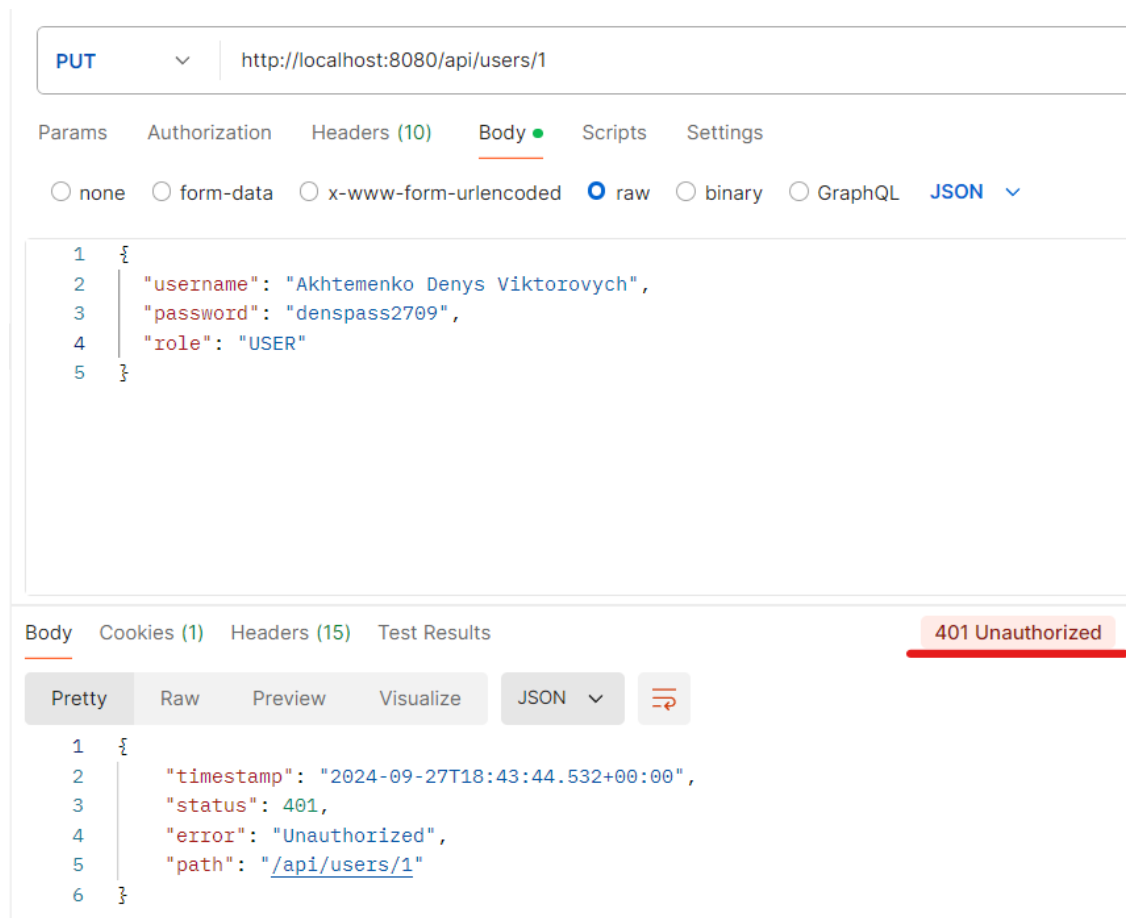 PUT http://localhost:8080/api/users/1
Params Authorization Headers (10) Body Scripts Settings
none form-data x-www-form-urlencoded raw binary GraphQL JSON
1 {
2 "username": "Akhtemenko Denys Viktorovych",
3 "password": "denspass2709",
4 "role": "USER"
5 }
Body Cookies (1) Headers (15) Test Results 401 Unauthorized
Pretty Raw Preview Visualize JSON
1 {
2 "timestamp": "2024-09-27T18:43:44.532+00:00",
3 "status": 401,
4 "error": "Unauthorized",
5 "path": "/api/users/1"
6 }